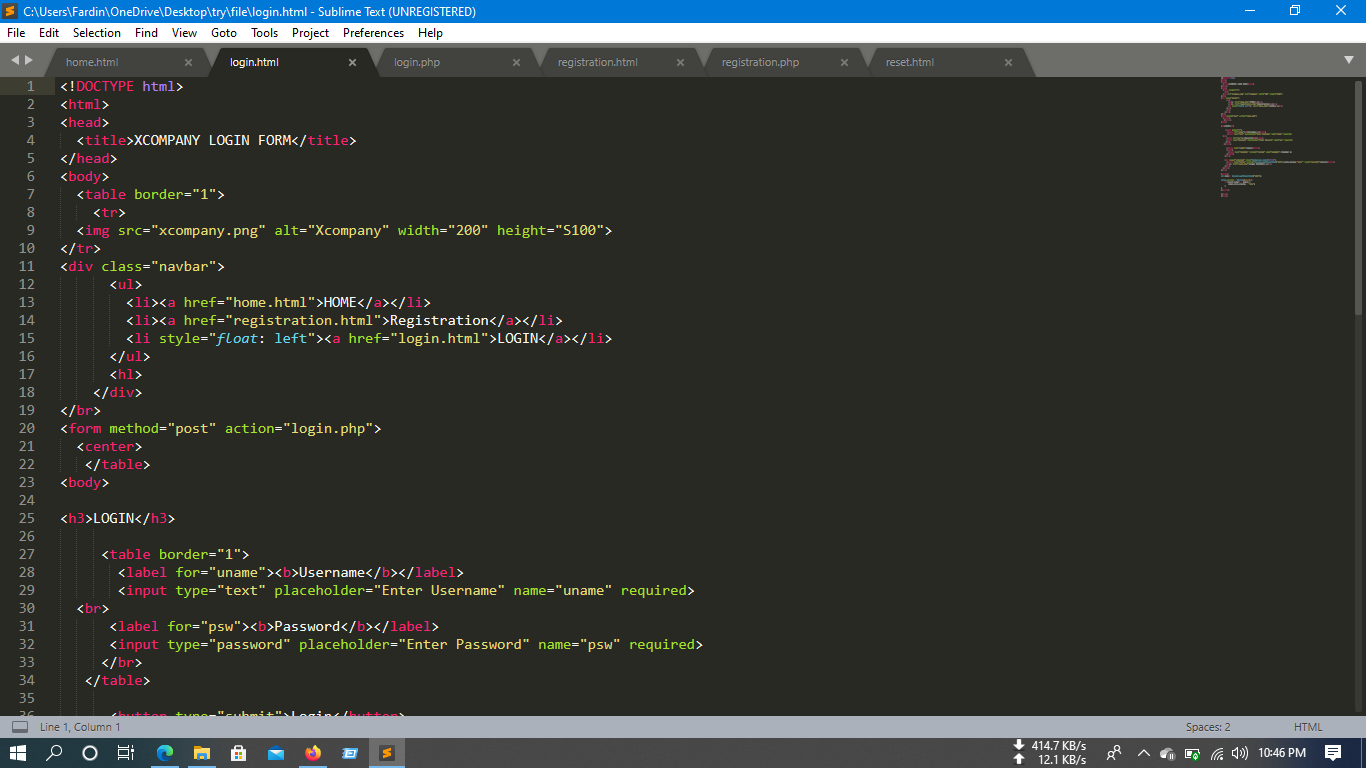 C:\Users\Fardin\OneDrive\Desktop\try\file\login.html - Sublime Text (UNREGISTERED)
File Edit Selection Find View Goto Tools Project Preferences Help
home.html login.html login.php registration.html registration.php reset.html
1 <!DOCTYPE html>
2 <html>
3 <head>
4 <title>XCOMPANY LOGIN FORM</title>
5 </head>
6 <body>
7 <table border="1">
8 <tr>
9 <img src="xcompany.png" alt="Xcompany" width="200" height="S100">
10 </tr>
11 <div class="navbar">
12 <ul>
13 <li><a href="home.html">HOME</a></li>
14 <li><a href="registration.html">Registration</a></li>
15 <li style="float: left"><a href="login.html">LOGIN</a></li>
16 </ul>
17 <hl>
18 </div>
19 </br>
20 <form method="post" action="login.php">
21 <center>
22 </table>
23 <body>
24
25 <h3>LOGIN</h3>
26
27 <table border="1">
28 <label for="uname"><b>Username</b></label>
29 <input type="text" placeholder="Enter Username" name="uname" required>
30 <br>
31 <label for="psw"><b>Password</b></label>
32 <input type="password" placeholder="Enter Password" name="psw" required>
33 </br>
34 </table>
35
36 <button type="submit">Login</button>
Line 1, Column 1 Spaces: 2 HTML
414.7 KB/s
12.1 KB/s
10:46 PM